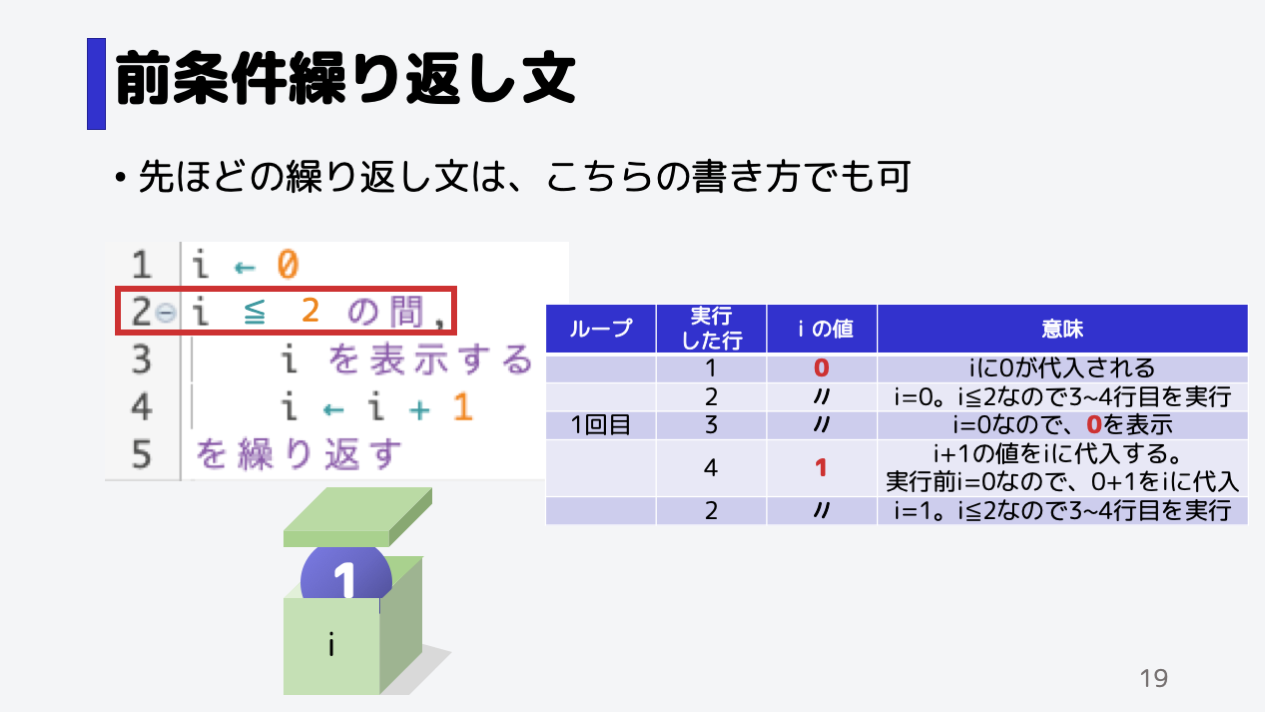 前条件繰り返し文
• 先ほどの繰り返し文は、こちらの書き方でも可
1 i ← 0
2 i ≦ 2 の間,
3 i を表示する
4 i ← i + 1
5 を繰り返す
ループ 実行した行 i の値 意味
1 0 iに0が代入される
2 〃 i=0。i≦2なので3~4行目を実行
1回目 3 〃 i=0なので、0を表示
4 1 i+1の値をiに代入する。
実行前i=0なので、0+1をiに代入
2 〃 i=1。i≦2なので3~4行目を実行
1
i
19